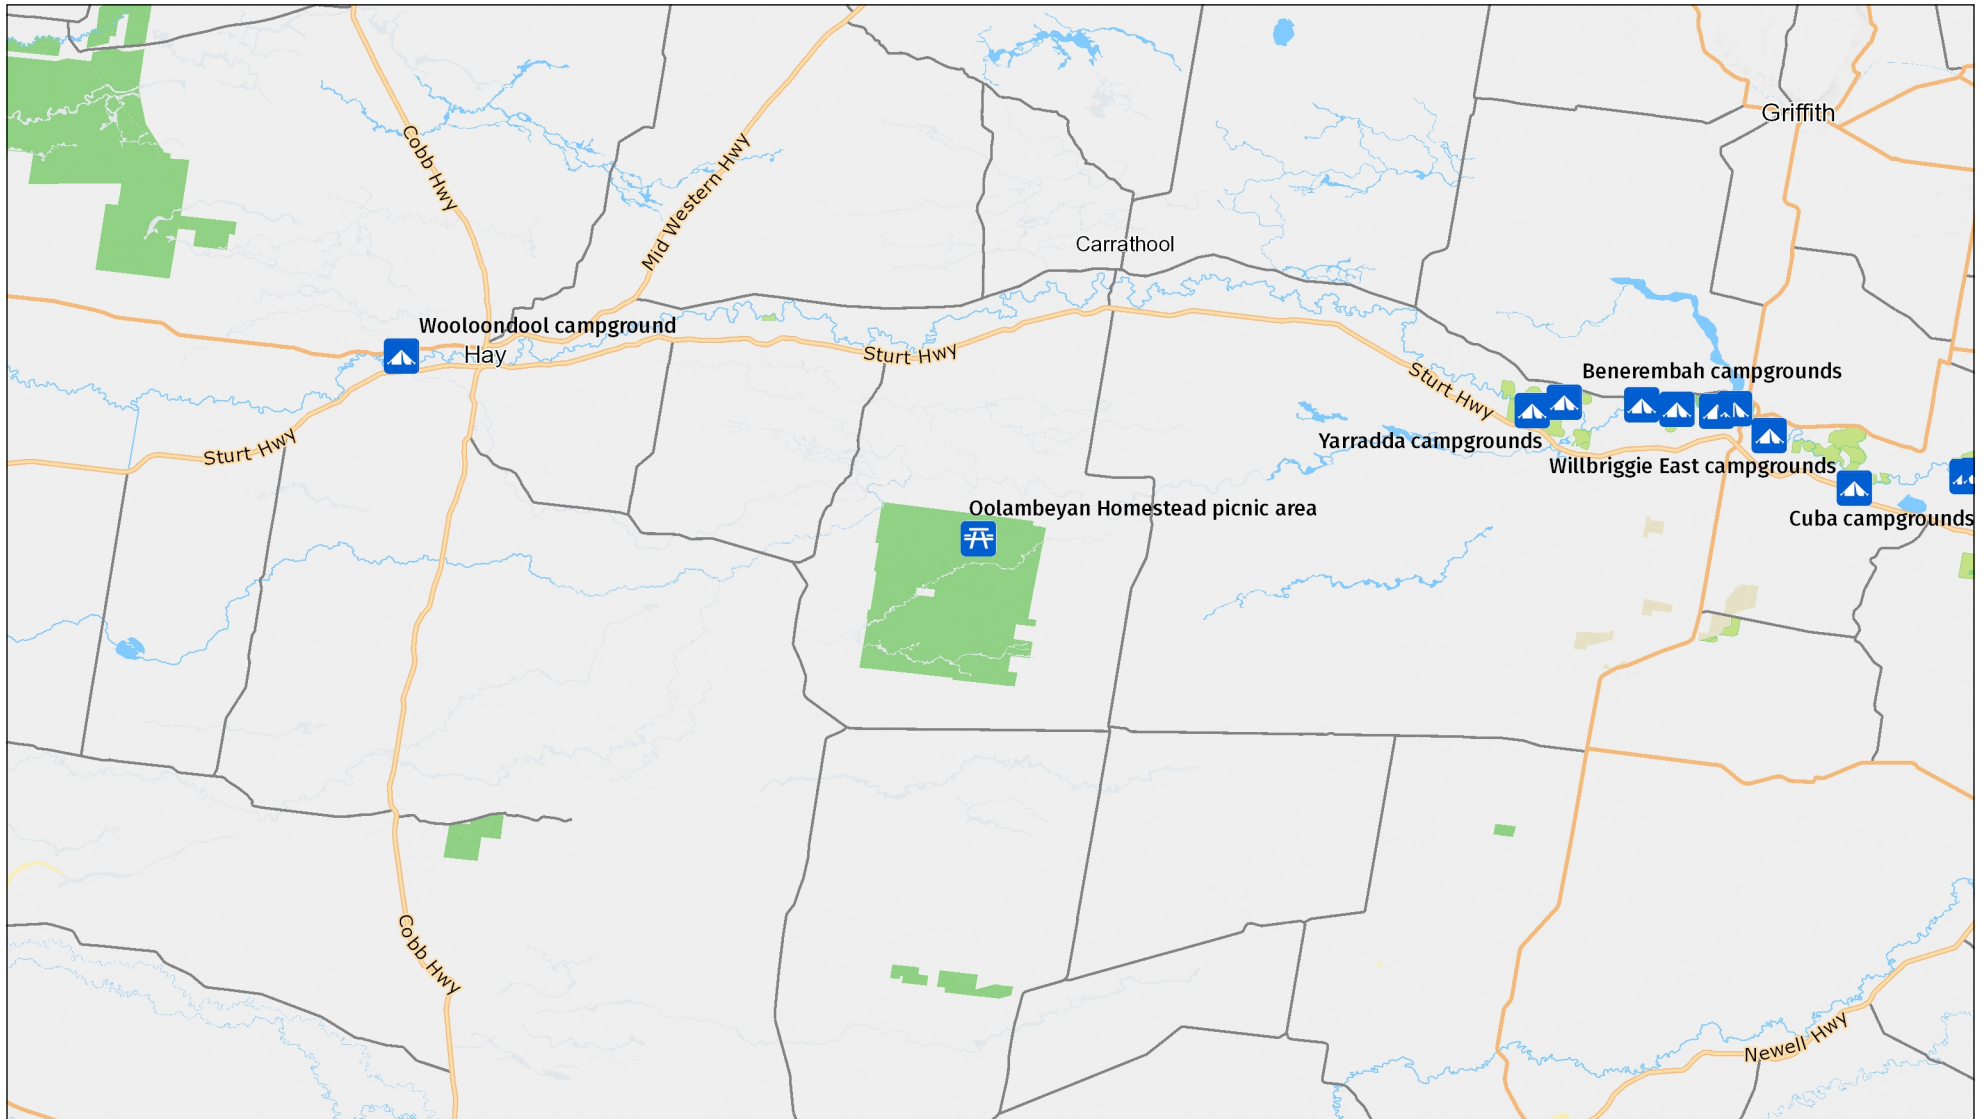 Griffith
Cobb Hwy
Mid Western Hwy
Carrathool
Wooloondool campground
Hay
Sturt Hwy
Sturt Hwy
Benerembah campgrounds
Sturt Hwy
Yarradda campgrounds
Willbriggie East campgrounds
Oolambeyan Homestead picnic area
Cuba campgrounds
Cobb Hwy
Newell Hwy